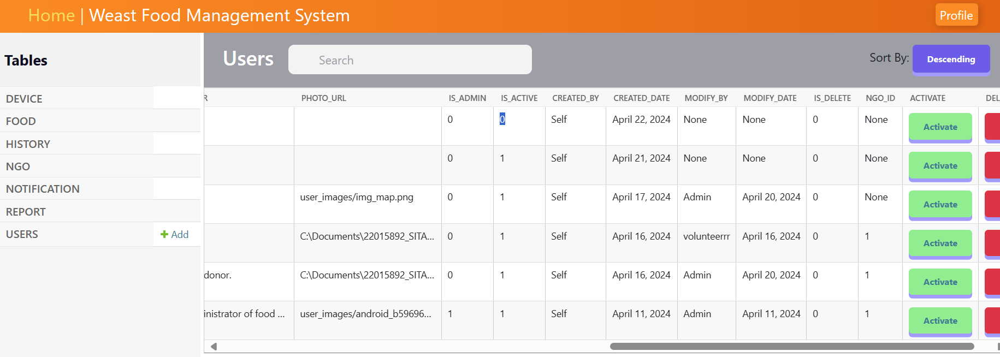 Home | Weast Food Management System
Profile
Tables
DEVICE
FOOD
HISTORY
NGO
NOTIFICATION
REPORT
USERS + Add
Users
Search
Sort By: Descending
R PHOTO_URL IS_ADMIN IS_ACTIVE CREATED_BY CREATED_DATE MODIFY_BY MODIFY_DATE IS_DELETE NGO_ID ACTIVATE DEL
0 0 Self April 22, 2024 None None 0 None Activate
0 1 Self April 21, 2024 None None 0 None Activate
user_images/img_map.png 0 1 Self April 17, 2024 Admin April 20, 2024 0 None Activate
C:\Documents\22015892_SITA... 0 1 Self April 16, 2024 volunteerrr April 16, 2024 0 1 Activate
donor. C:\Documents\22015892_SITA... 0 1 Self April 16, 2024 Admin April 20, 2024 0 1 Activate
inistrator of food ... user_images/android_b59696... 1 1 Self April 11, 2024 Admin April 11, 2024 0 1 Activate